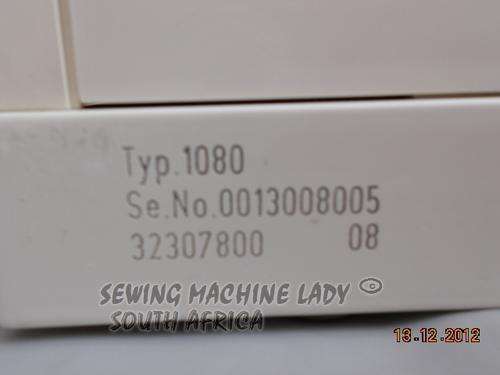 Typ.1080
Se.No.0013008005
32307800 08
SEWING MACHINE LADY ©
SOUTH AFRICA
13.12.2012